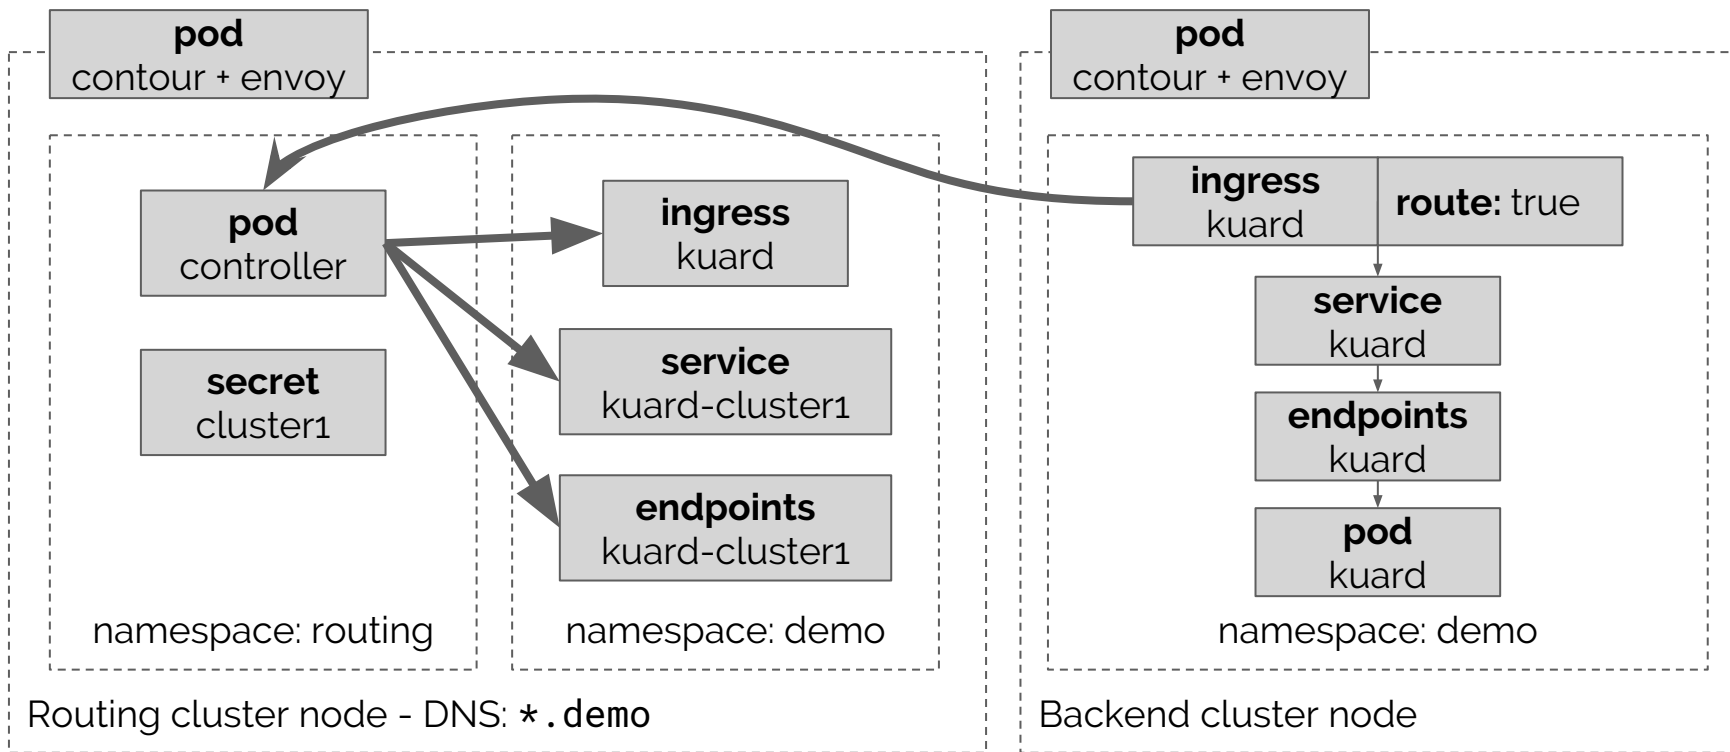 pod
contour + envoy
pod
controller
secret
cluster1
namespace: routing
ingress
kuard
service
kuard-cluster1
endpoints
kuard-cluster1
namespace: demo
Routing cluster node - DNS: *.demo
pod
contour + envoy
ingress
kuard
route: true
service
kuard
endpoints
kuard
pod
kuard
namespace: demo
Backend cluster node